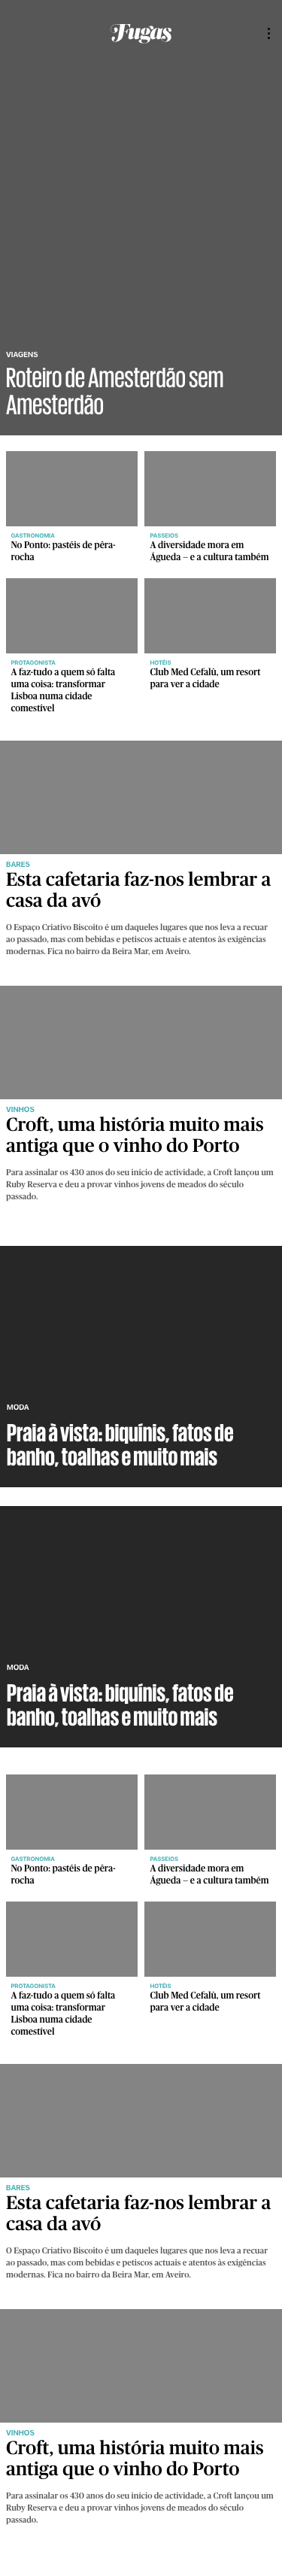 Fugas
VIAGENS
Roteiro de Amesterdão sem
Amesterdão
GASTRONOMIA
No Ponto: pastéis de pêra-
rocha
PASSEIOS
A diversidade mora em
Águeda – e a cultura também
PROTAGONISTA
A faz-tudo a quem só falta
uma coisa: transformar
Lisboa numa cidade
comestível
HOTÉIS
Club Med Cefalù, um resort
para ver a cidade
BARES
Esta cafetaria faz-nos lembrar a
casa da avó
O Espaço Criativo Biscoito é um daqueles lugares que nos leva a recuar
ao passado, mas com bebidas e petiscos actuais e atentos às exigências
modernas. Fica no bairro da Beira Mar, em Aveiro.
VINHOS
Croft, uma história muito mais
antiga que o vinho do Porto
Para assinalar os 430 anos do seu início de actividade, a Croft lançou um
Ruby Reserva e deu a provar vinhos jovens de meados do século
passado.
MODA
Praia à vista: biquínis, fatos de
banho, toalhas e muito mais
MODA
Praia à vista: biquínis, fatos de
banho, toalhas e muito mais
GASTRONOMIA
No Ponto: pastéis de pêra-
rocha
PASSEIOS
A diversidade mora em
Águeda – e a cultura também
PROTAGONISTA
A faz-tudo a quem só falta
uma coisa: transformar
Lisboa numa cidade
comestível
HOTÉIS
Club Med Cefalù, um resort
para ver a cidade
BARES
Esta cafetaria faz-nos lembrar a
casa da avó
O Espaço Criativo Biscoito é um daqueles lugares que nos leva a recuar
ao passado, mas com bebidas e petiscos actuais e atentos às exigências
modernas. Fica no bairro da Beira Mar, em Aveiro.
VINHOS
Croft, uma história muito mais
antiga que o vinho do Porto
Para assinalar os 430 anos do seu início de actividade, a Croft lançou um
Ruby Reserva e deu a provar vinhos jovens de meados do século
passado.